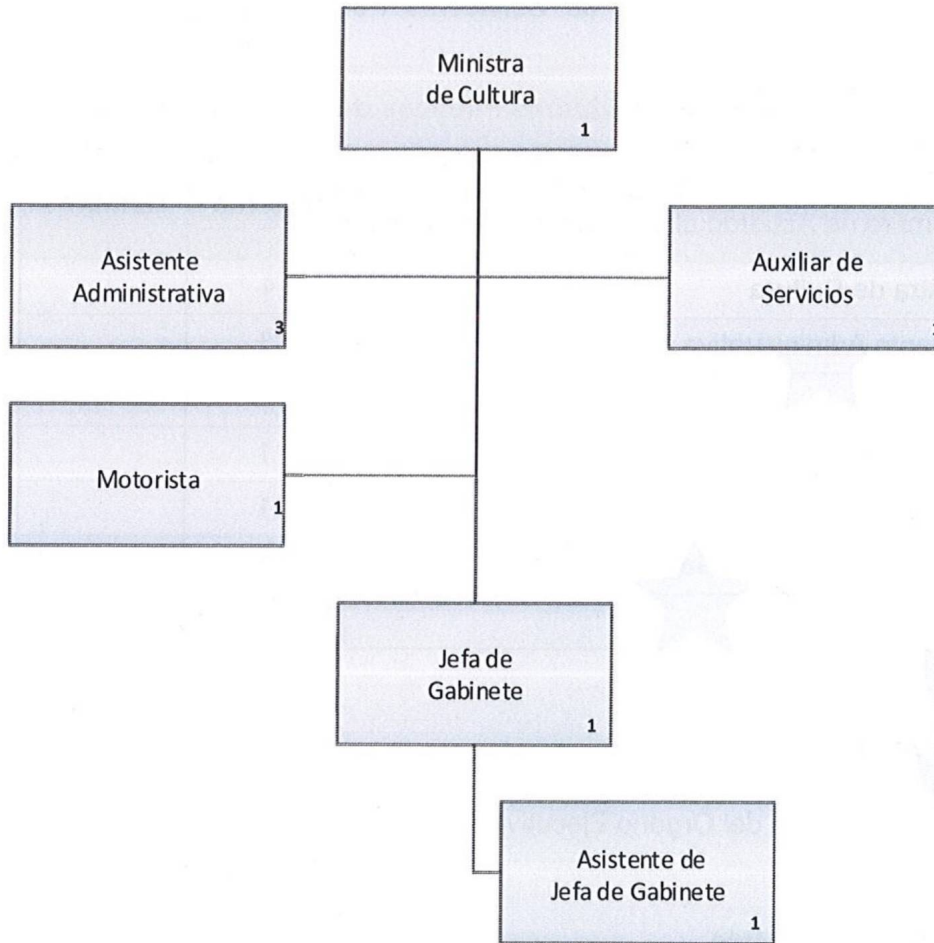 Ministra
de Cultura
1
Asistente
Administrativa
3
Auxiliar de
Servicios
Motorista
1
Jefa de
Gabinete
1
Asistente de
Jefa de Gabinete
1